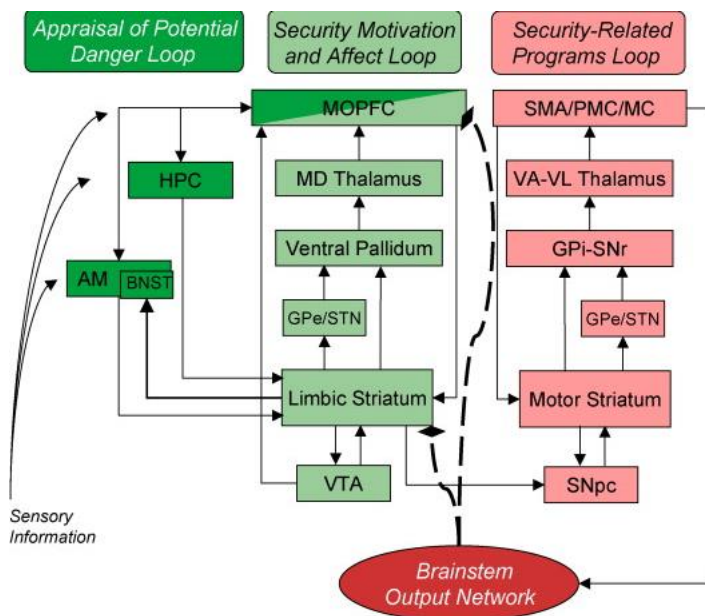 Appraisal of Potential
Danger Loop
Security Motivation
and Affect Loop
Security-Related
Programs Loop
MOPFC
SMA/PMC/MC
HPC
MD Thalamus
VA-VL Thalamus
Ventral Pallidum
GPi-SNr
AM
BNST
GPe/STN
GPe/STN
Limbic Striatum
Motor Striatum
VTA
SNpc
Sensory
Information
Brainstem
Output Network